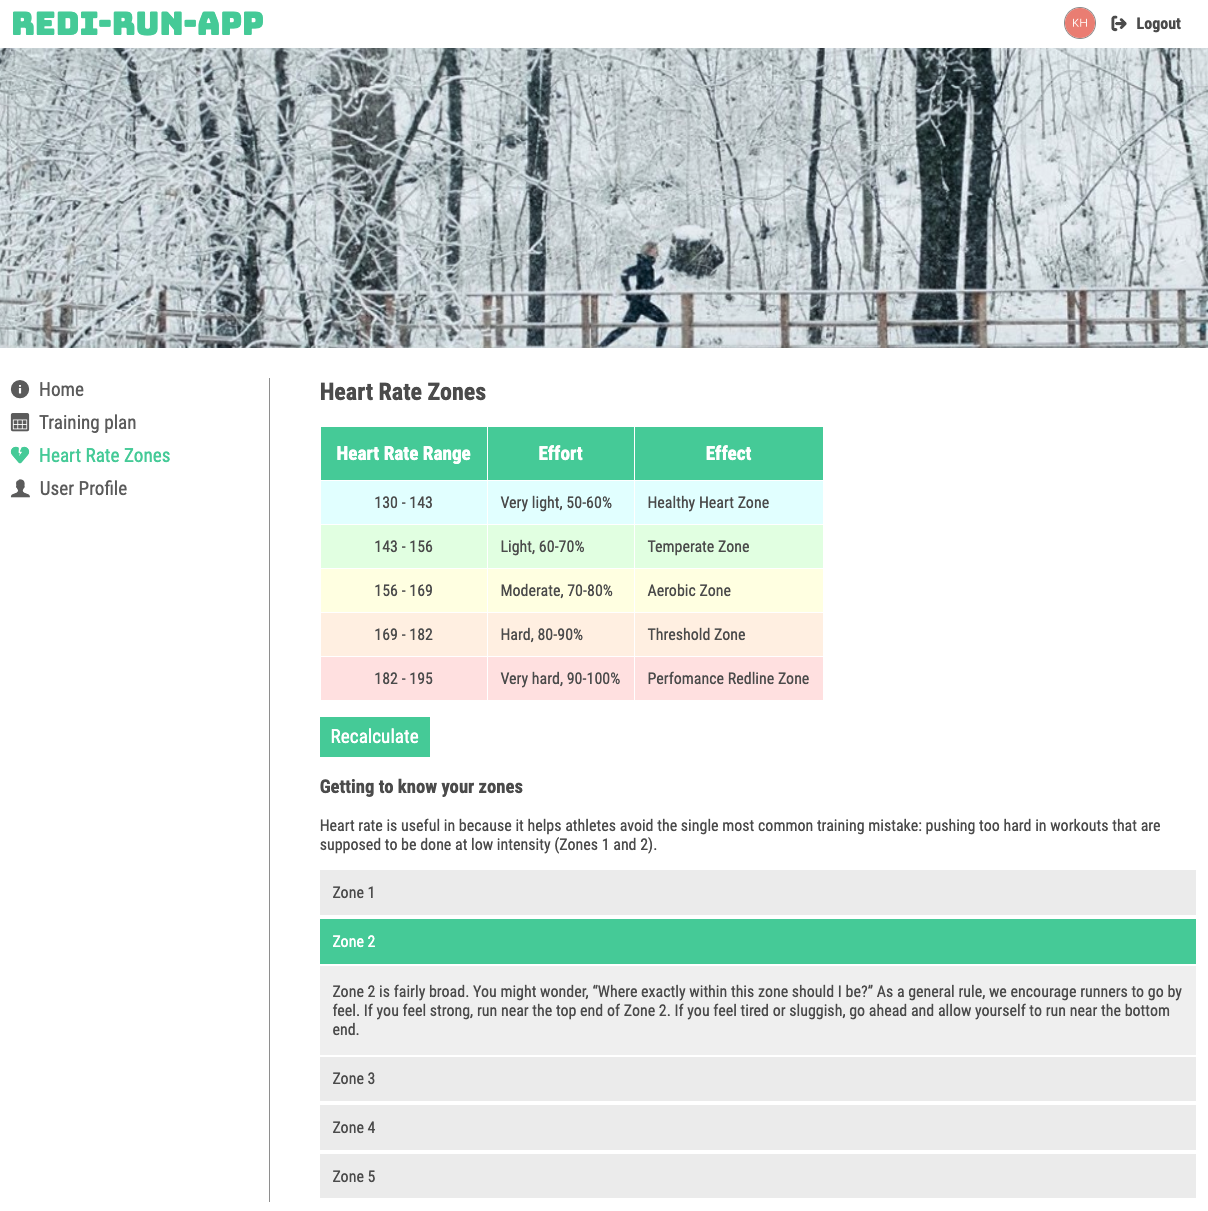 REDI-RUN-APP
KH
Logout
Home
Training plan
Heart Rate Zones
User Profile
Heart Rate Zones
Heart Rate Range Effort Effect
130 - 143 Very light, 50-60% Healthy Heart Zone
143 - 156 Light, 60-70% Temperate Zone
156 - 169 Moderate, 70-80% Aerobic Zone
169 - 182 Hard, 80-90% Threshold Zone
182 - 195 Very hard, 90-100% Perfomance Redline Zone
Recalculate
Getting to know your zones
Heart rate is useful in because it helps athletes avoid the single most common training mistake: pushing too hard in workouts that are
supposed to be done at low intensity (Zones 1 and 2).
Zone 1
Zone 2
Zone 2 is fairly broad. You might wonder, “Where exactly within this zone should I be?” As a general rule, we encourage runners to go by
feel. If you feel strong, run near the top end of Zone 2. If you feel tired or sluggish, go ahead and allow yourself to run near the bottom
end.
Zone 3
Zone 4
Zone 5